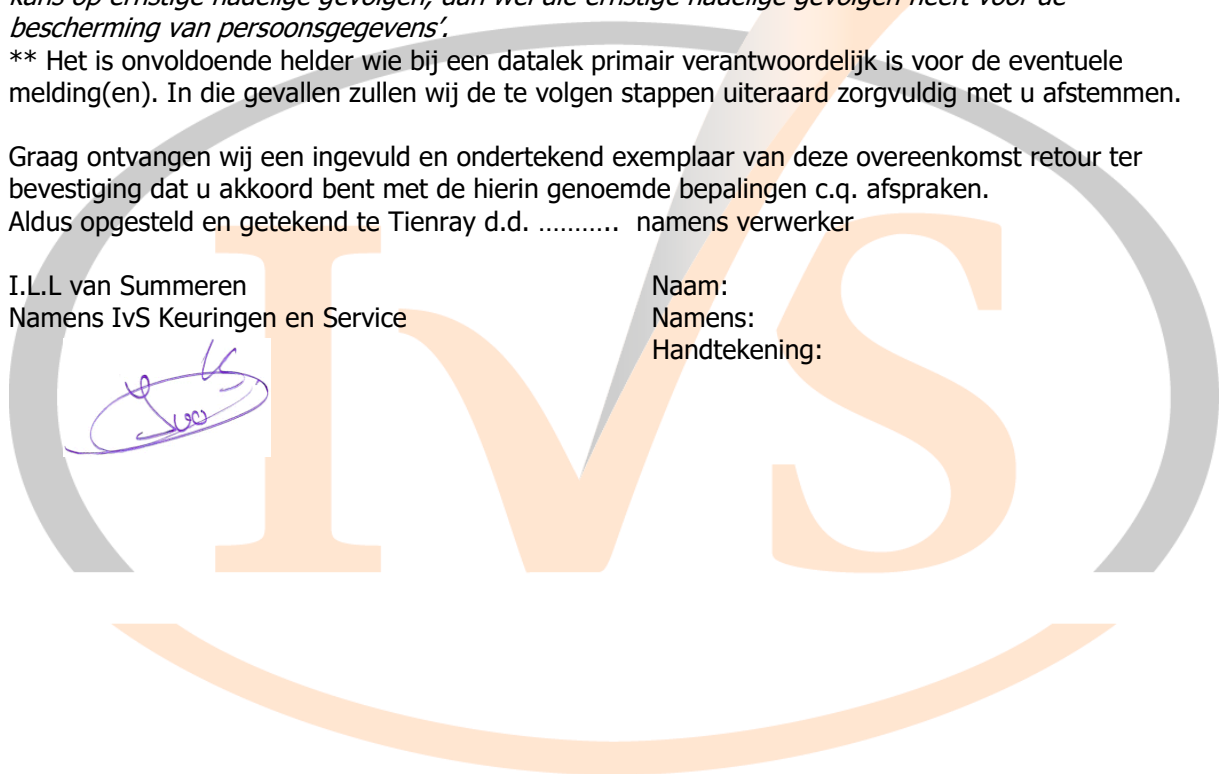 kans op ernstige nadelige gevolgen, dan wel die ernstige nadelige gevolgen heeft voor de
bescherming van persoonsgegevens’.
** Het is onvoldoende helder wie bij een datalek primair verantwoordelijk is voor de eventuele
melding(en). In die gevallen zullen wij de te volgen stappen uiteraard zorgvuldig met u afstemmen.
Graag ontvangen wij een ingevuld en ondertekend exemplaar van deze overeenkomst retour ter
bevestiging dat u akkoord bent met de hierin genoemde bepalingen c.q. afspraken.
Aldus opgesteld en getekend te Tienray d.d. ……….. namens verwerker
I.L.L van Summeren
Namens IvS Keuringen en Service
Naam:
Namens:
Handtekening:
IVS